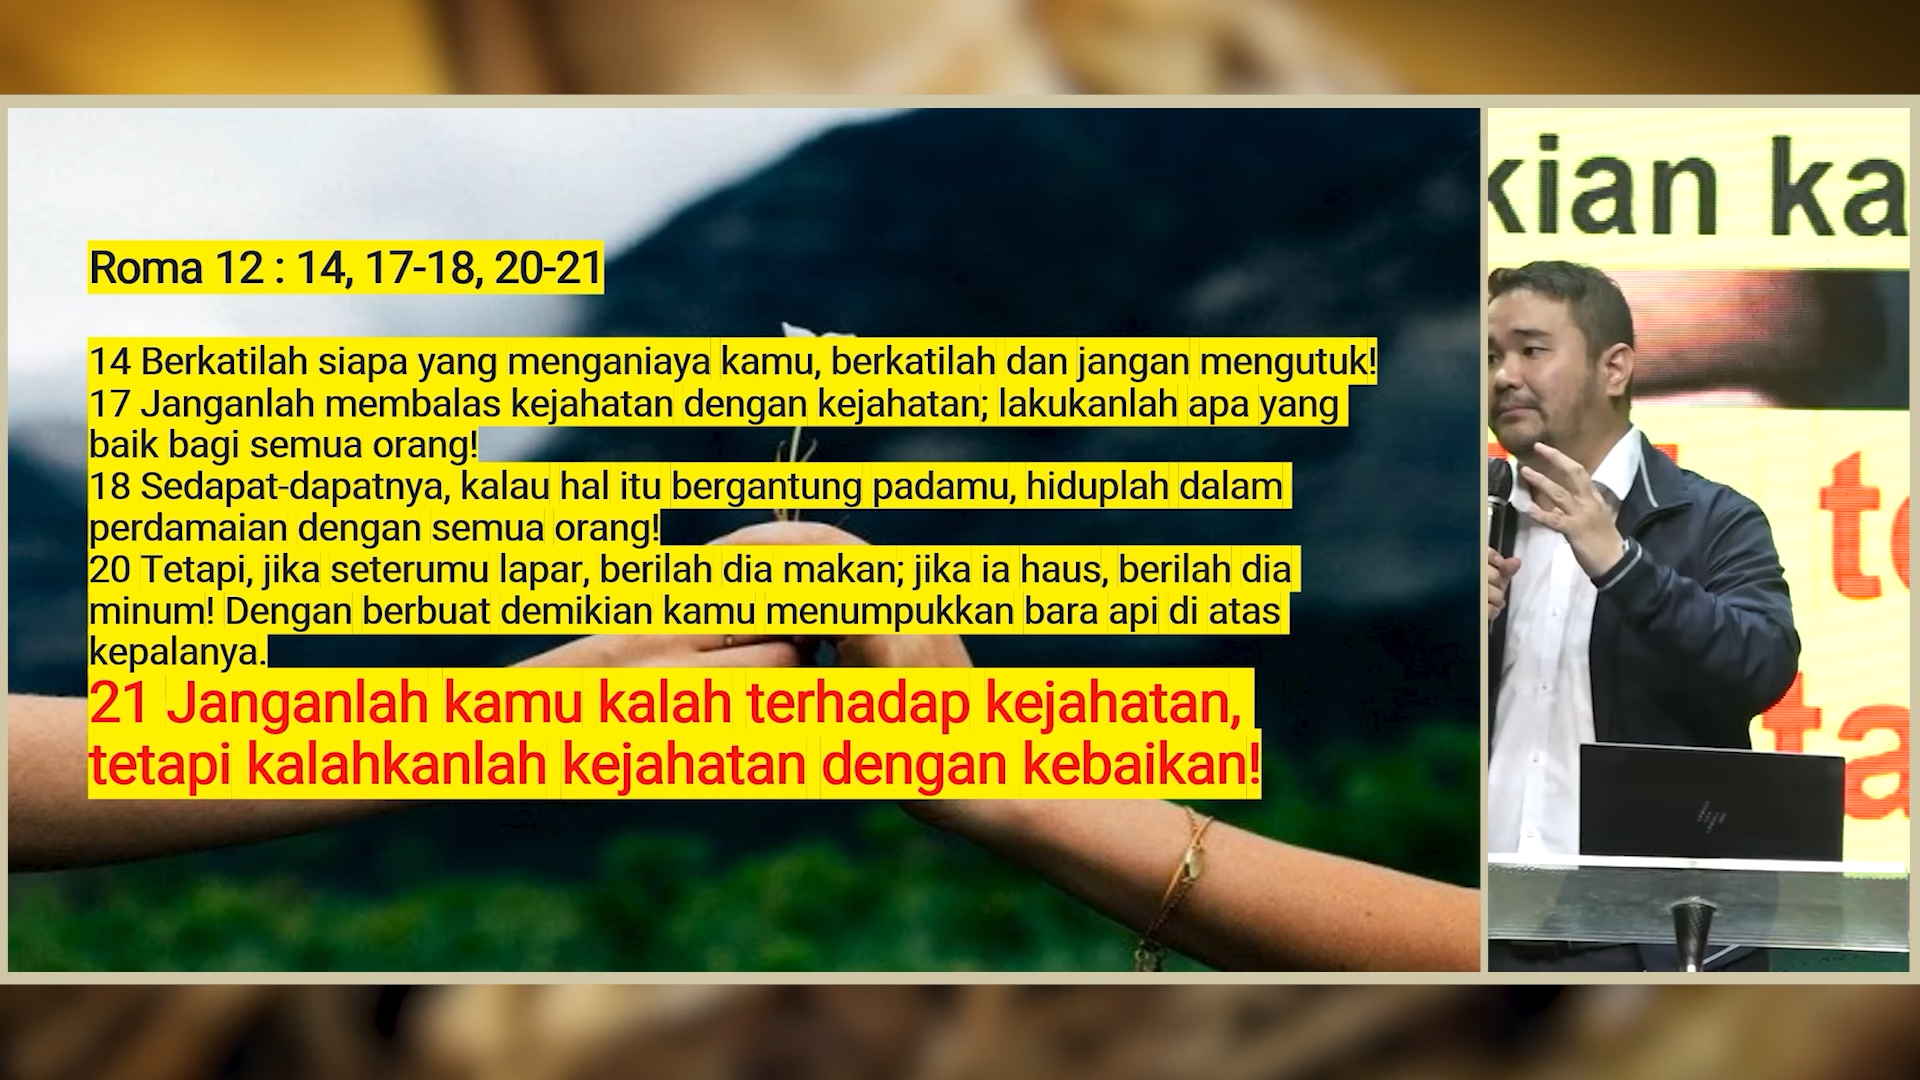 Roma 12 : 14, 17-18, 20-21
14 Berkatilah siapa yang menganiaya kamu, berkatilah dan jangan mengutuk!
17 Janganlah membalas kejahatan dengan kejahatan; lakukanlah apa yang
baik bagi semua orang!
18 Sedapat-dapatnya, kalau hal itu bergantung padamu, hiduplah dalam
perdamaian dengan semua orang!
20 Tetapi, jika seterumu lapar, berilah dia makan; jika ia haus, berilah dia
minum! Dengan berbuat demikian kamu menumpukkan bara api di atas
kepalanya.
21 Janganlah kamu kalah terhadap kejahatan,
tetapi kalahkanlah kejahatan dengan kebaikan!
kian ka
te
ta